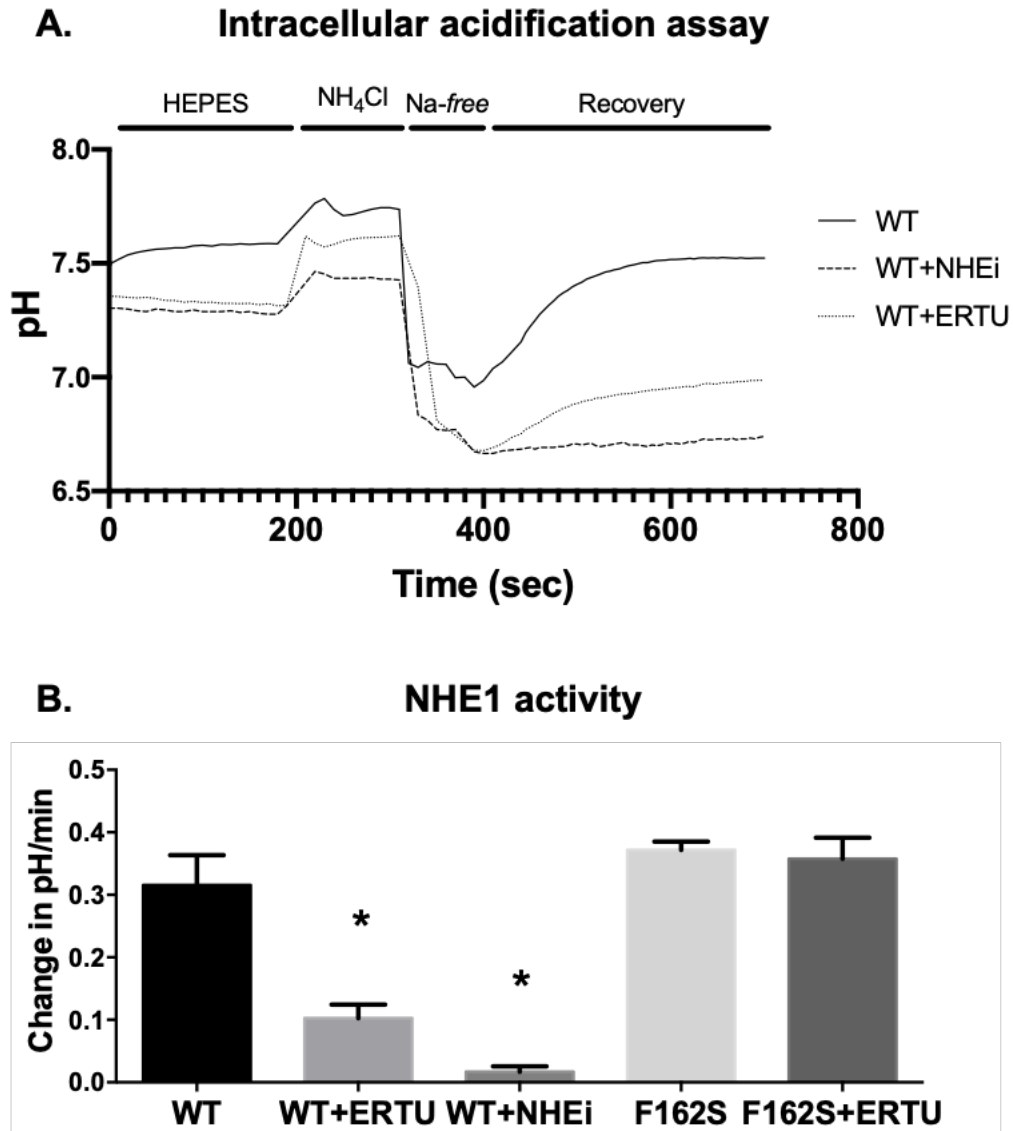 A. Intracellular acidification assay
HEPES NH₄Cl Na-free Recovery
8.0
7.5
7.0
6.5
pH
0 200 400 600 800
Time (sec)
WT
WT+NHEi
WT+ERTU
B. NHE1 activity
0.5
0.4
0.3
0.2
0.1
0.0
Change in pH/min
*
*
WT WT+ERTU WT+NHEi F162S F162S+ERTU